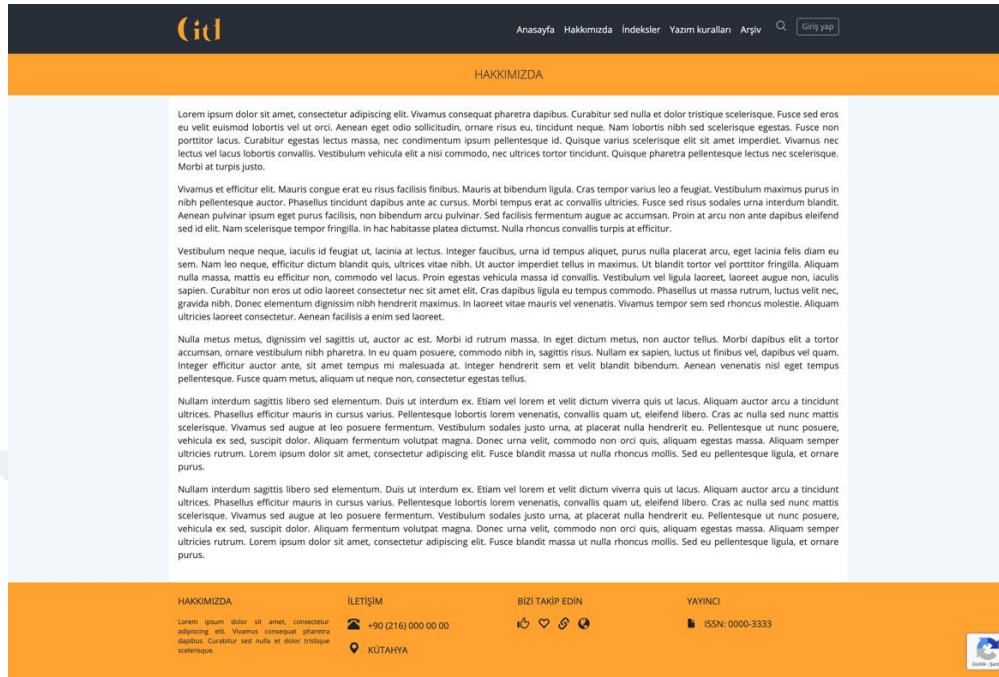 Citd
Anasayfa Hakkımızda İndeksler Yazım kuralları Arşiv Giriş yap
HAKKIMIZDA
Lorem ipsum dolor sit amet, consectetur adipiscing elit. Vivamus consequat pharetra dapibus. Curabitur sed nulla et dolor tristique scelerisque. Fusce sed eros
eu velit euismod lobortis vel ut orci. Aenean eget odio sollicitudin, ornare risus eu, tincidunt neque. Nam lobortis nibh sed scelerisque egestas. Fusce non
porttitor lacus. Curabitur egestas lectus massa, nec condimentum ipsum pellentesque id. Quisque varius scelerisque elit sit amet imperdiet. Vivamus nec
lectus vel lacus lobortis convallis. Vestibulum vehicula elit a nisi commodo, nec ultrices tortor tincidunt. Quisque pharetra pellentesque lectus nec scelerisque.
Morbi at turpis justo.
Vivamus et efficitur elit. Mauris congue erat eu risus facilisis finibus. Mauris at bibendum ligula. Cras tempor varius leo a feugiat. Vestibulum maximus purus in
nibh pellentesque auctor. Phasellus tincidunt dapibus ante ac cursus. Morbi tempus erat ac convallis ultricies. Fusce sed risus sodales urna interdum blandit.
Aenean pulvinar ipsum eget purus facilisis, non bibendum arcu pulvinar. Sed facilisis fermentum augue ac accumsan. Proin at arcu non ante dapibus eleifend
sed id elit. Nam scelerisque tempor fringilla. In hac habitasse platea dictumst. Nulla rhoncus convallis turpis at efficitur.
Vestibulum neque neque, iaculis id feugiat ut, lacinia at lectus. Integer faucibus, urna id tempus aliquet, purus nulla placerat arcu, eget lacinia felis diam eu
sem. Nam leo neque, efficitur dictum blandit quis, ultrices vitae nibh. Ut auctor imperdiet tellus in maximus. Ut blandit tortor vel porttitor fringilla. Aliquam
nulla massa, mattis eu efficitur non, commodo vel lacus. Proin egestas vehicula massa id convallis. Vestibulum vel ligula laoreet, laoreet augue non, iaculis
sapien. Curabitur non eros ut odio laoreet consectetur nec sit amet elit. Cras dapibus ligula eu tempus commodo. Phasellus ut massa rutrum, luctus velit nec,
gravida nibh. Donec elementum dignissim nibh hendrerit maximus. In laoreet vitae mauris vel venenatis. Vivamus tempor sem sed rhoncus molestie. Aliquam
ultricies laoreet consectetur. Aenean facilisis a enim sed laoreet.
Nulla metus metus, dignissim vel sagittis ut, auctor ac est. Morbi id rutrum massa. In eget dictum metus, non auctor tellus. Morbi dapibus elit a tortor
accumsan, ornare vestibulum nibh pharetra. In eu quam posuere, commodo nibh in, sagittis risus. Nullam ex sapien, luctus ut finibus vel, dapibus vel quam.
Integer efficitur auctor ante, sit amet tempus mi malesuada at. Integer hendrerit sem et velit blandit bibendum. Aenean venenatis nisl eget tempus
pellentesque. Fusce quam metus, aliquam ut neque non, consectetur egestas tellus.
Nullam interdum sagittis libero sed elementum. Duis ut interdum ex. Etiam vel lorem et velit dictum viverra quis ut lacus. Aliquam auctor arcu a tincidunt
ultrices. Phasellus efficitur mauris in cursus varius. Pellentesque lobortis lorem venenatis, convallis quam ut, eleifend libero. Cras ac nulla sed nunc mattis
scelerisque. Vivamus sed augue at leo posuere fermentum. Vestibulum sodales justo urna, at placerat nulla hendrerit eu. Pellentesque ut nunc posuere,
vehicula ex sed, suscipit dolor. Aliquam fermentum volutpat magna. Donec urna velit, commodo non orci quis, aliquam egestas massa. Aliquam semper
ultricies rutrum. Lorem ipsum dolor sit amet, consectetur adipiscing elit. Fusce blandit massa ut nulla rhoncus mollis. Sed eu pellentesque ligula, et ornare
purus.
Nullam interdum sagittis libero sed elementum. Duis ut interdum ex. Etiam vel lorem et velit dictum viverra quis ut lacus. Aliquam auctor arcu a tincidunt
ultrices. Phasellus efficitur mauris in cursus varius. Pellentesque lobortis lorem venenatis, convallis quam ut, eleifend libero. Cras ac nulla sed nunc mattis
scelerisque. Vivamus sed augue at leo posuere fermentum. Vestibulum sodales justo urna, at placerat nulla hendrerit eu. Pellentesque ut nunc posuere,
vehicula ex sed, suscipit dolor. Aliquam fermentum volutpat magna. Donec urna velit, commodo non orci quis, aliquam egestas massa. Aliquam semper
ultricies rutrum. Lorem ipsum dolor sit amet, consectetur adipiscing elit. Fusce blandit massa ut nulla rhoncus mollis. Sed eu pellentesque ligula, et ornare
purus.
HAKKIMIZDA
Lorem ipsum dolor sit amet, consectetur
adipiscing elit. Vivamus consequat pharetra
dapibus. Curabitur sed nulla et dolor tristique
scelerisque.
İLETİŞİM
+90 (216) 000 00 00
KÜTAHYA
BİZİ TAKİP EDİN
YAYINCI
ISSN: 0000-3333
Gizlilik